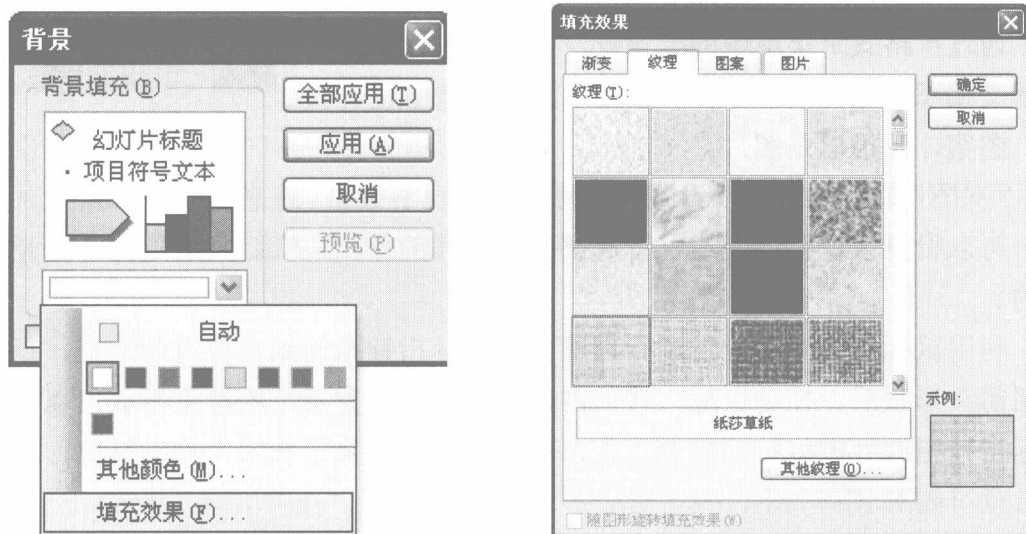 背景
背景填充(B)
幻灯片标题
· 项目符号文本
全部应用(T)
应用(A)
取消
预览(P)
自动
其他颜色(M)...
填充效果(F)...
填充效果
渐变 纹理 图案 图片
纹理(T):
确定
取消
纸莎草纸
其他纹理(O)...
示例:
随图形旋转填充效果(W)